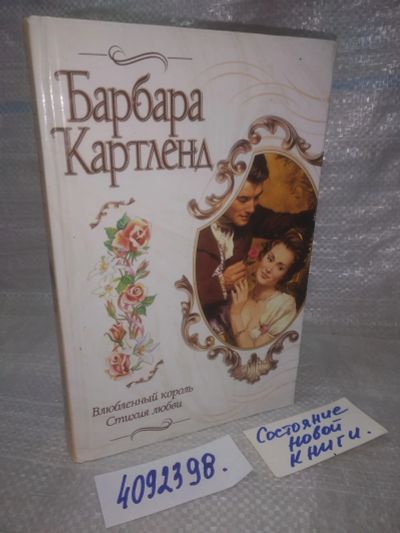 Барбара
Картленд
Влюбленный король
Стихия любви
4092398.
Состояние
новой
книги.